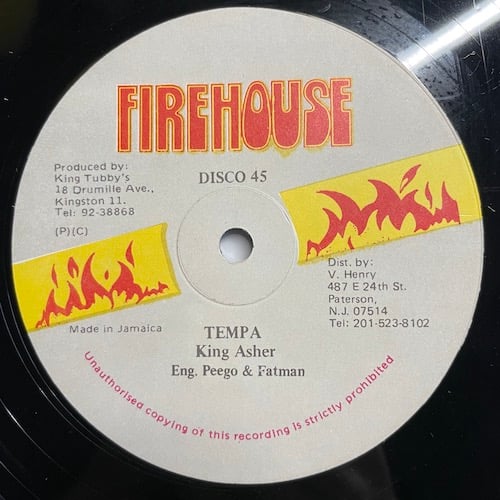 FIREHOUSE
DISCO 45
Produced by:
King Tubby's
18 Drumille Ave.,
Kingston 11.
Tel: 92-38868
(P)(C)
Dist. by:
V. Henry
487 E 24th St.
Paterson,
N.J. 07514
Tel: 201-523-8102
Made in Jamaica
TEMPA
King Asher
Eng. Peego & Fatman
Unauthorised copying of this recording is strictly prohibited